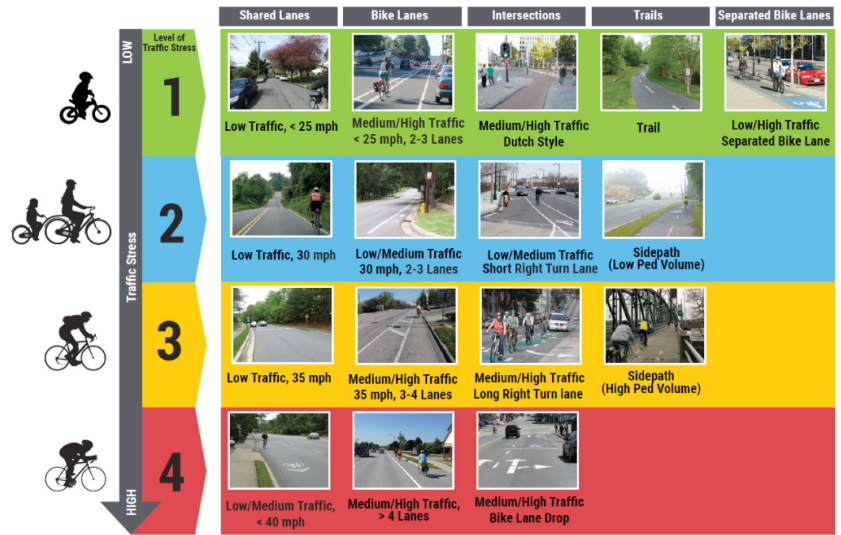 Shared Lanes
Bike Lanes
Intersections
Trails
Separated Bike Lanes
LOW
Traffic Stress
HIGH
Level of
Traffic Stress
1
Low Traffic, < 25 mph
Medium/High Traffic
< 25 mph, 2-3 Lanes
Medium/High Traffic
Dutch Style
Trail
Low/High Traffic
Separated Bike Lane
2
Low Traffic, 30 mph
Low/Medium Traffic
30 mph, 2-3 Lanes
Low/Medium Traffic
Short Right Turn Lane
Sidepath
(Low Ped Volume)
3
Low Traffic, 35 mph
Medium/High Traffic
35 mph, 3-4 Lanes
Medium/High Traffic
Long Right Turn lane
Sidepath
(High Ped Volume)
4
Low/Medium Traffic,
< 40 mph
Medium/High Traffic,
> 4 Lanes
Medium/High Traffic
Bike Lane Drop